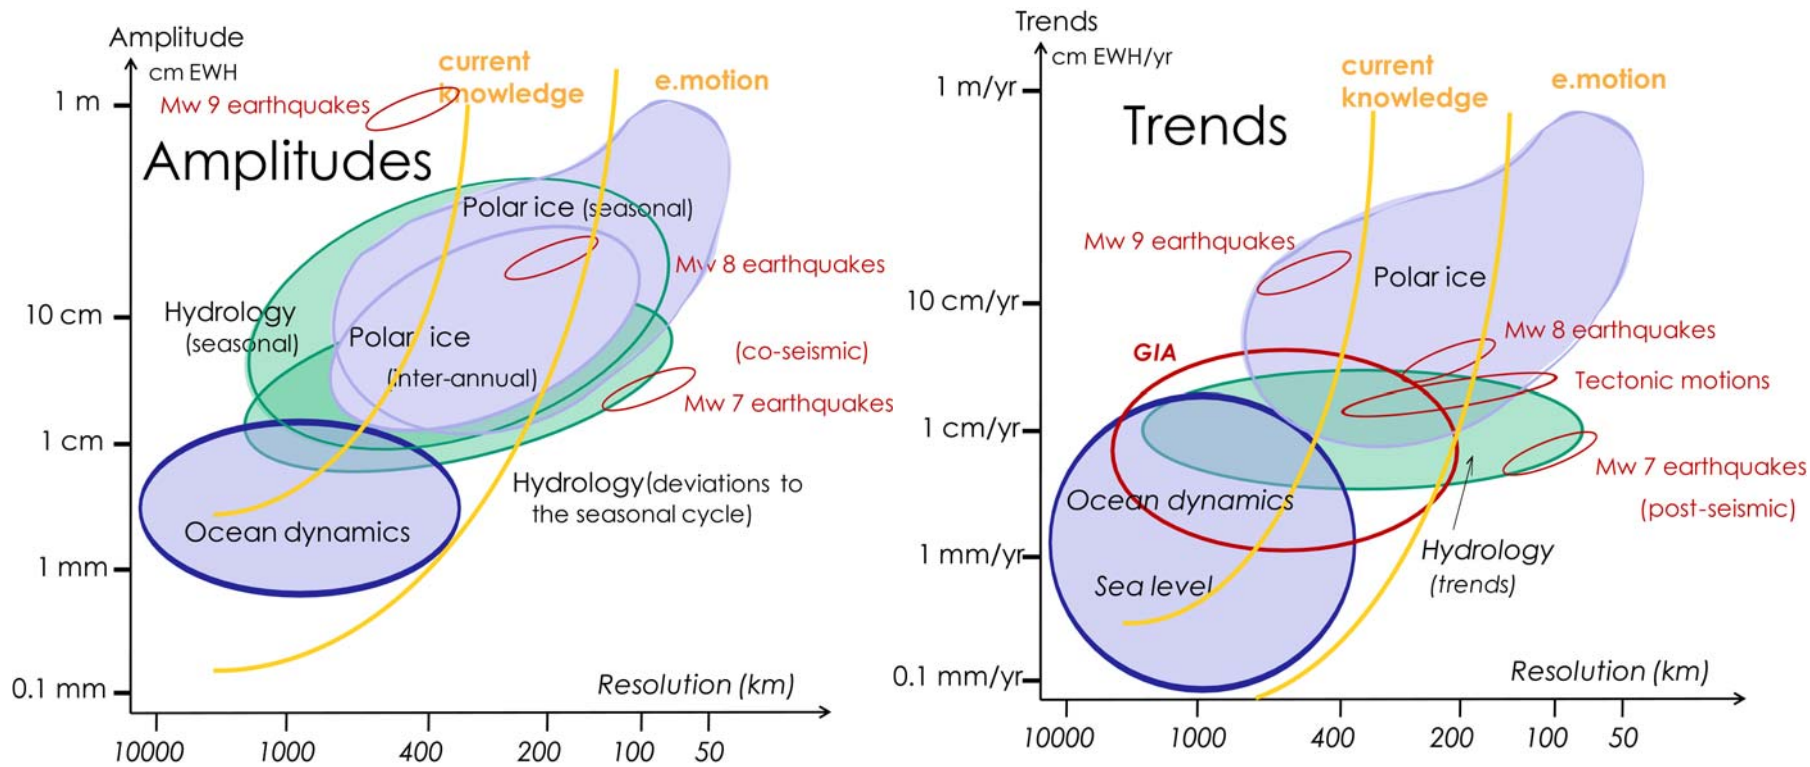 Amplitude
cm EWH
current
knowledge
e.motion
1 m
Mw 9 earthquakes
Amplitudes
Polar ice (seasonal)
Mw 8 earthquakes
Hydrology
(seasonal)
10 cm
Polar ice
(inter-annual)
(co-seismic)
Mw 7 earthquakes
1 cm
Hydrology (deviations to
the seasonal cycle)
Ocean dynamics
1 mm
Resolution (km)
0.1 mm
10000 1000 400 200 100 50
Trends
cm EWH/yr
current
knowledge
e.motion
1 m/yr
Trends
Mw 9 earthquakes
Polar ice
10 cm/yr
Mw 8 earthquakes
GIA
Tectonic motions
1 cm/yr
Mw 7 earthquakes
(post-seismic)
Ocean dynamics
1 mm/yr
Hydrology
(trends)
Sea level
Resolution (km)
0.1 mm/yr
10000 1000 400 200 100 50